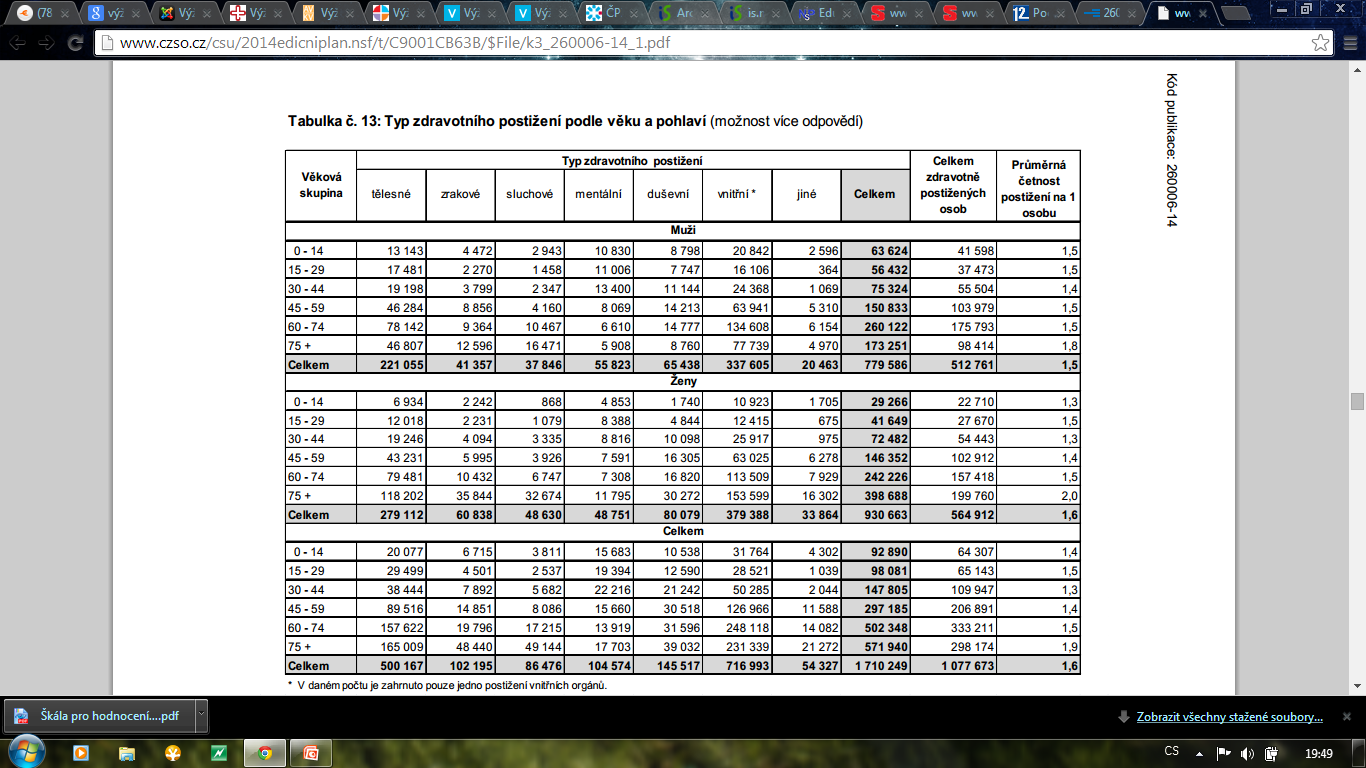 (78
výž
Výž
Výž
Výž
Výž
Výž
Výž
Výž
ČP
Arc
is.m
Edu
ww
ww
Po
260
ww
www.czso.cz/csu/2014edicniplan.nsf/t/C9001CB63B/$File/k3_260006-14_1.pdf
Kód publikace: 260006-14
Tabulka č. 13: Typ zdravotního postižení podle věku a pohlaví (možnost více odpovědí)
Věková skupina Typ zdravotního postižení Celkem zdravotně postižených osob Průměrná četnost postižení na 1 osobu
tělesné zrakové sluchové mentální duševní vnitřní * jiné Celkem
Muži
0 - 14 13 143 4 472 2 943 10 830 8 798 20 842 2 596 63 624 41 598 1,5
15 - 29 17 481 2 270 1 458 11 006 7 747 16 106 364 56 432 37 473 1,5
30 - 44 19 198 3 799 2 347 13 400 11 144 24 368 1 069 75 324 55 504 1,4
45 - 59 46 284 8 856 4 160 8 069 14 213 63 941 5 310 150 833 103 979 1,5
60 - 74 78 142 9 364 10 467 6 610 14 777 134 608 6 154 260 122 175 793 1,5
75 + 46 807 12 596 16 471 5 908 8 760 77 739 4 970 173 251 98 414 1,8
Celkem 221 055 41 357 37 846 55 823 65 438 337 605 20 463 779 586 512 761 1,5
Ženy
0 - 14 6 934 2 242 868 4 853 1 740 10 923 1 705 29 266 22 710 1,3
15 - 29 12 018 2 231 1 079 8 388 4 844 12 415 675 41 649 27 670 1,5
30 - 44 19 246 4 094 3 335 8 816 10 098 25 917 975 72 482 54 443 1,3
45 - 59 43 231 5 995 3 926 7 591 16 305 63 025 6 278 146 352 102 912 1,4
60 - 74 79 481 10 432 6 747 7 308 16 820 113 509 7 929 242 226 157 418 1,5
75 + 118 202 35 844 32 674 11 795 30 272 153 599 16 302 398 688 199 760 2,0
Celkem 279 112 60 838 48 630 48 751 80 079 379 388 33 864 930 663 564 912 1,6
Celkem
0 - 14 20 077 6 715 3 811 15 683 10 538 31 764 4 302 92 890 64 307 1,4
15 - 29 29 499 4 501 2 537 19 394 12 590 28 521 1 039 98 081 65 143 1,5
30 - 44 38 444 7 892 5 682 22 216 21 242 50 285 2 044 147 805 109 947 1,3
45 - 59 89 516 14 851 8 086 15 660 30 518 126 966 11 588 297 185 206 891 1,4
60 - 74 157 622 19 796 17 215 13 919 31 596 248 118 14 082 502 348 333 211 1,5
75 + 165 009 48 440 49 144 17 703 39 032 231 339 21 272 571 940 298 174 1,9
Celkem 500 167 102 195 86 476 104 574 145 517 716 993 54 327 1 710 249 1 077 673 1,6
* V daném počtu je zahrnuto pouze jedno postižení vnitřních orgánů.
Škála pro hodnocení....pdf
Zobrazit všechny stažené soubory...
CS
19:49